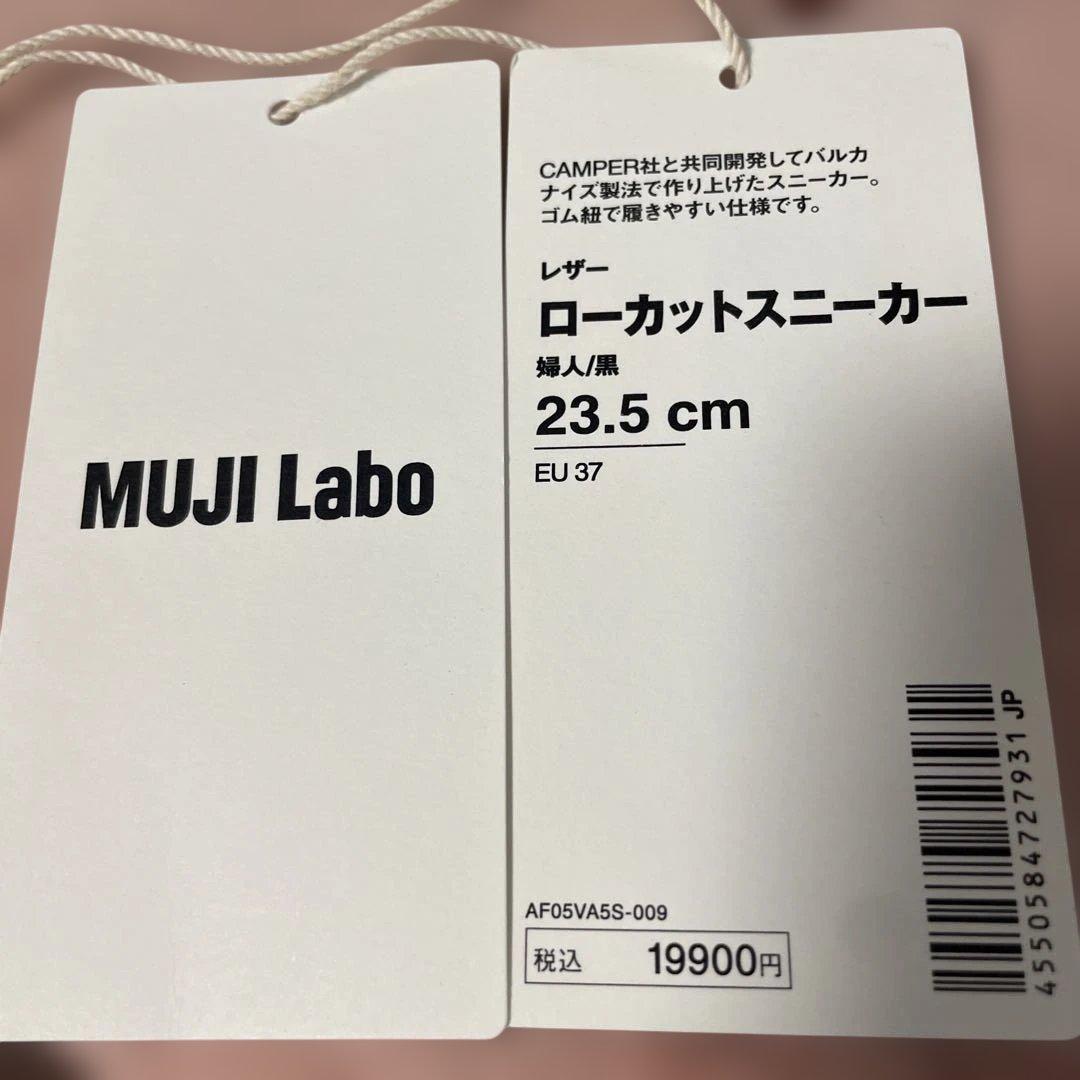 MUJI Labo
CAMPER社と共同開発してバルカ
ナイズ製法で作り上げたスニーカー。
ゴム紐で履きやすい仕様です。
レザー
ローカットスニーカー
婦人/黒
23.5 cm
EU 37
4550584727931 JP
AF05VA5S-009
税込 19900円